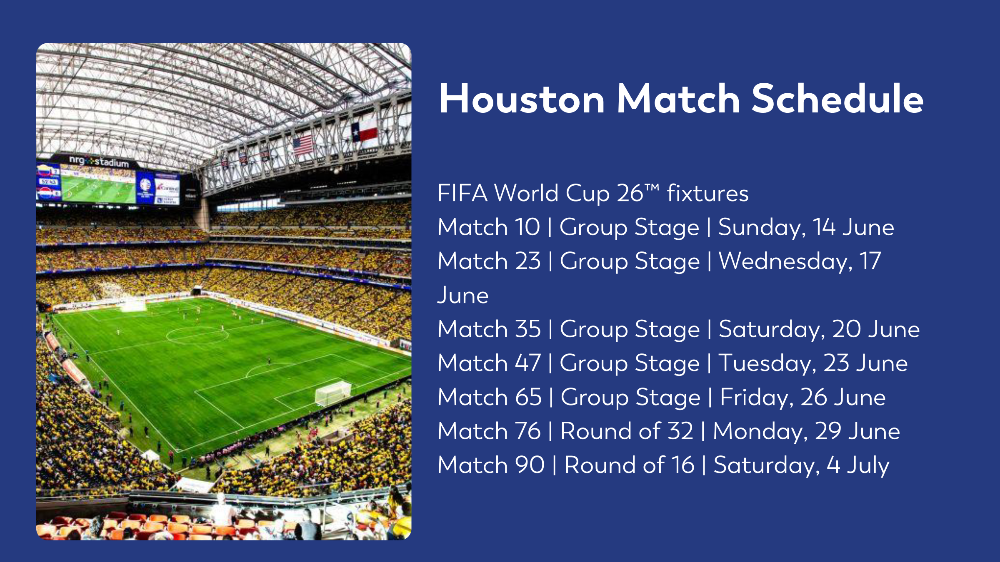 Houston Match Schedule
FIFA World Cup 26™ fixtures
Match 10 | Group Stage | Sunday, 14 June
Match 23 | Group Stage | Wednesday, 17
June
Match 35 | Group Stage | Saturday, 20 June
Match 47 | Group Stage | Tuesday, 23 June
Match 65 | Group Stage | Friday, 26 June
Match 76 | Round of 32 | Monday, 29 June
Match 90 | Round of 16 | Saturday, 4 July
nrg stadium